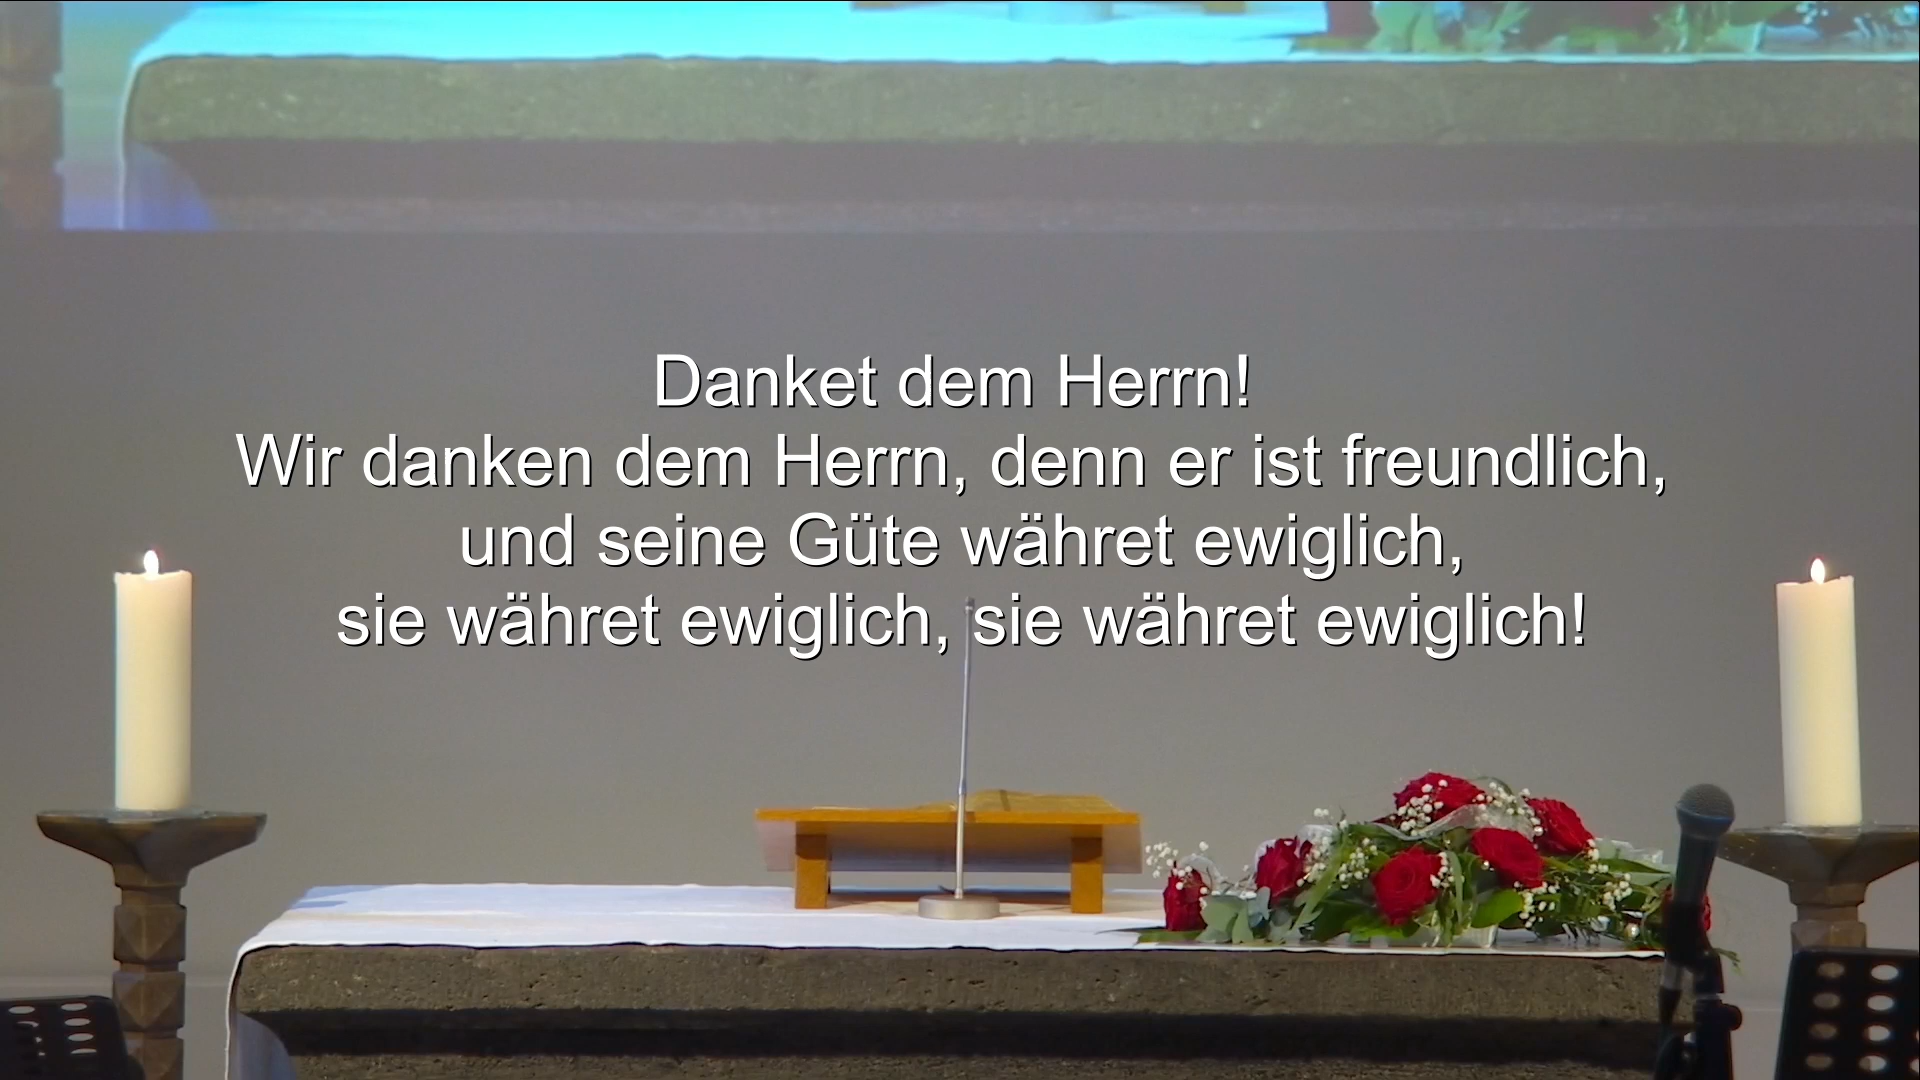 Danket dem Herrn!
Wir danken dem Herrn, denn er ist freundlich,
und seine Güte währet ewiglich,
sie währet ewiglich, sie währet ewiglich!